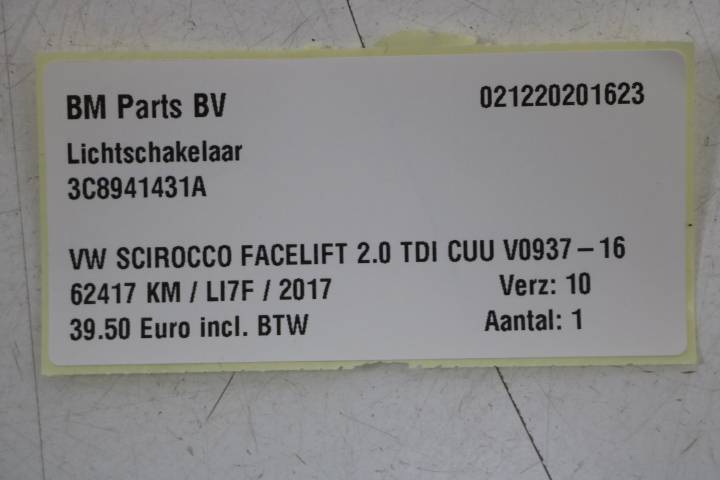 BM Parts BV 021220201623
Lichtschakelaar
3C8941431A
VW SCIROCCO FACELIFT 2.0 TDI CUU V0937-16
62417 KM / LI7F / 2017 Verz: 10
39.50 Euro incl. BTW Aantal: 1